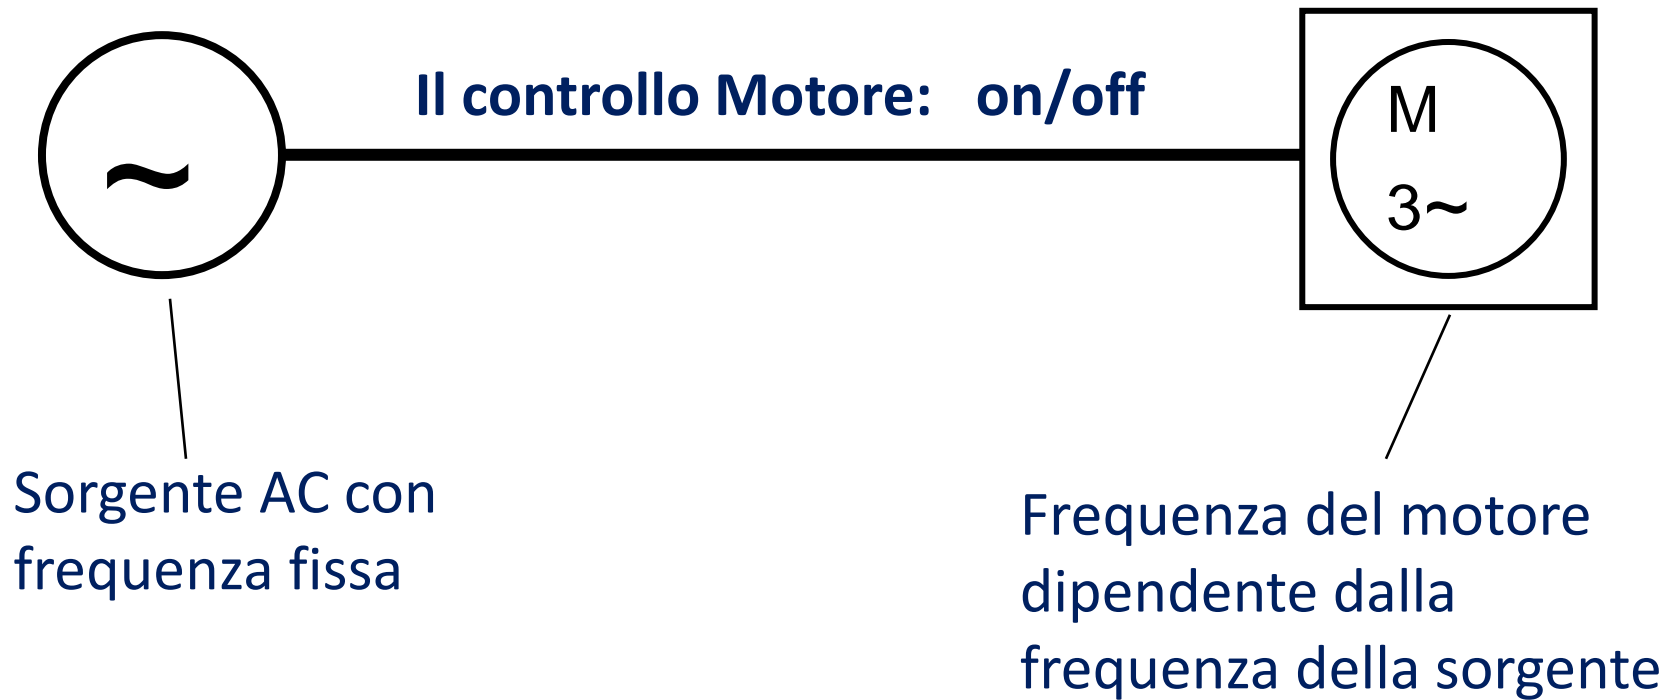 Il controllo Motore: on/off
~
M
3~
Sorgente AC con
frequenza fissa
Frequenza del motore
dipendente dalla
frequenza della sorgente